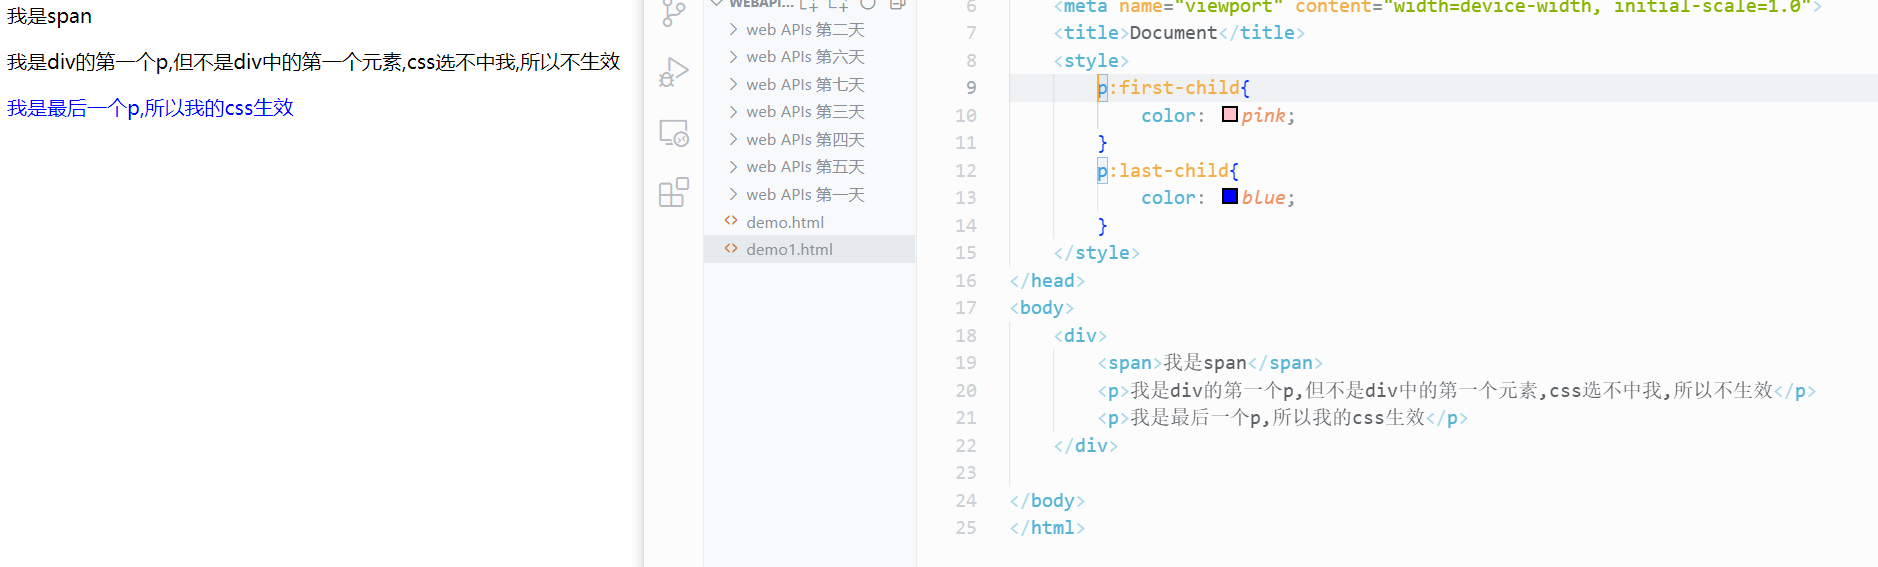 我是span
我是div的第一个p,但不是div中的第一个元素,css选不中我,所以不生效
我是最后一个p,所以我的css生效
WEBAPI...
web APIs 第二天
web APIs 第六天
web APIs 第七天
web APIs 第三天
web APIs 第四天
web APIs 第五天
web APIs 第一天
demo.html
demo1.html
6 <meta name="viewport" content="width=device-width, initial-scale=1.0">
7 <title>Document</title>
8 <style>
9 p:first-child{
10 color: pink;
11 }
12 p:last-child{
13 color: blue;
14 }
15 </style>
16 </head>
17 <body>
18 <div>
19 <span>我是span</span>
20 <p>我是div的第一个p,但不是div中的第一个元素,css选不中我,所以不生效</p>
21 <p>我是最后一个p,所以我的css生效</p>
22 </div>
23
24 </body>
25 </html>